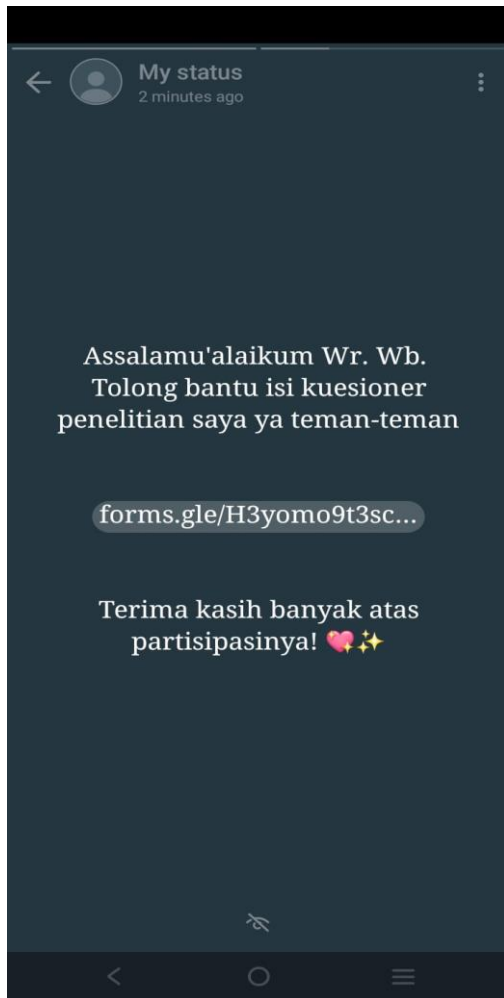 My status
2 minutes ago
Assalamu'alaikum Wr. Wb.
Tolong bantu isi kuesioner
penelitian saya ya teman-teman
forms.gle/H3yomo9t3sc...
Terima kasih banyak atas
partisipasinya! 💖✨